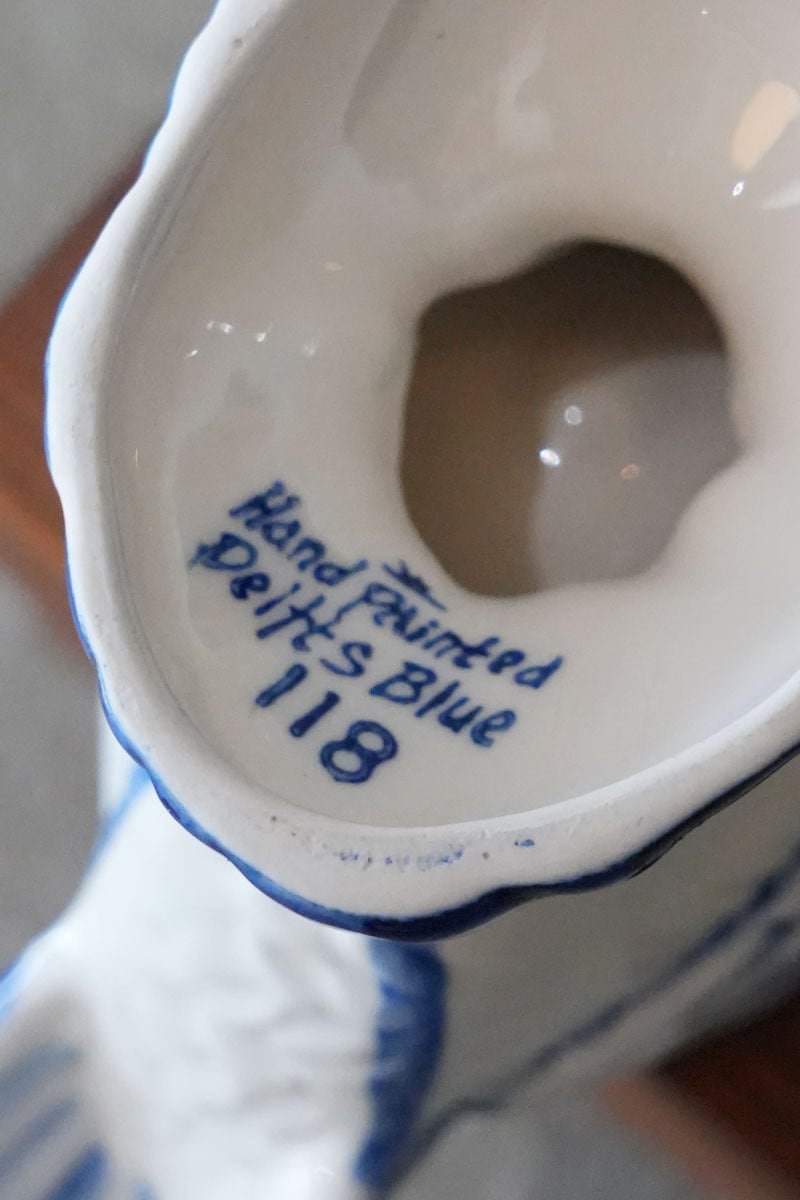 Hand Painted
Delfts Blue
118